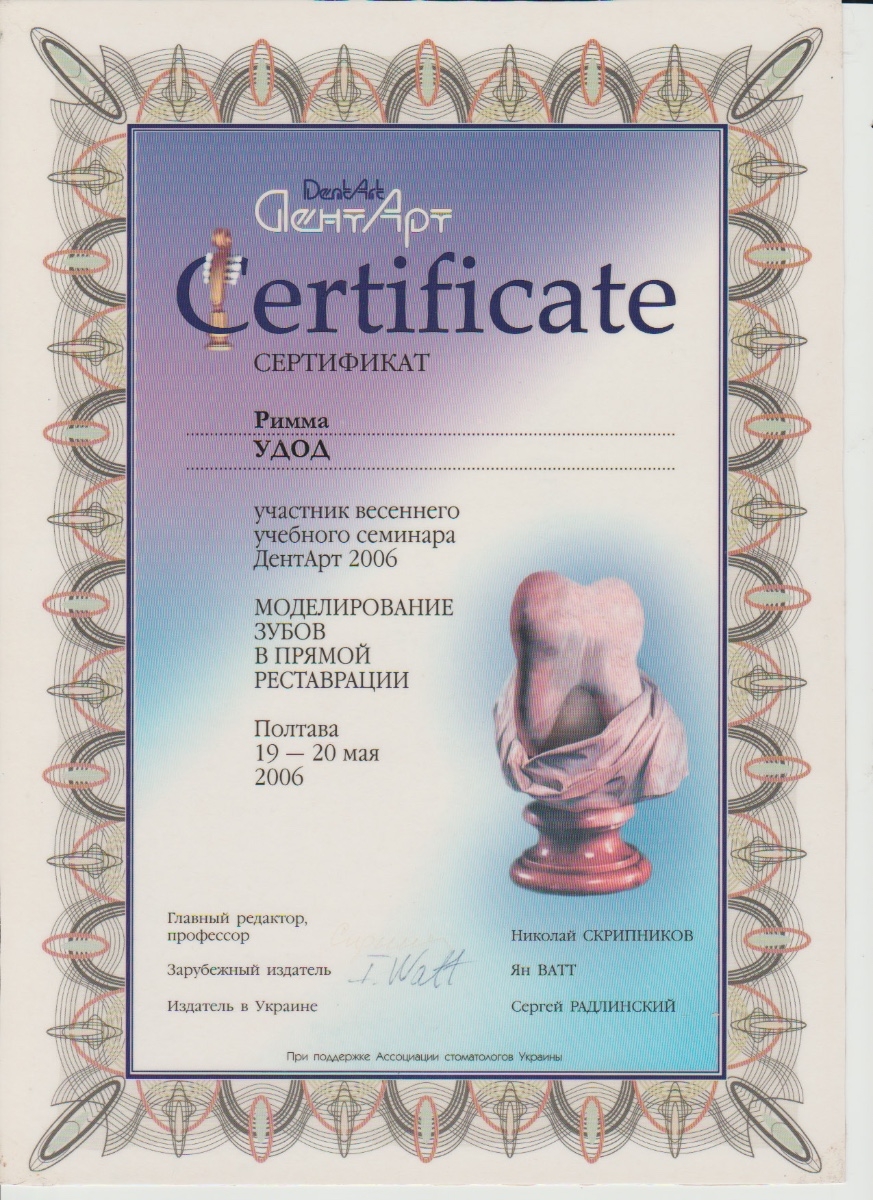 DentArt
ДентАрт
Certificate
СЕРТИФИКАТ
Римма
УДОД
участник весеннего
учебного семинара
ДентАрт 2006
МОДЕЛИРОВАНИЕ
ЗУБОВ
В ПРЯМОЙ
РЕСТАВРАЦИИ
Полтава
19 — 20 мая
2006
Главный редактор,
профессор
Николай СКРИПНИКОВ
Зарубежный издатель I. Watt Ян ВАТТ
Издатель в Украине Сергей РАДЛИНСКИЙ
При поддержке Ассоциации стоматологов Украины